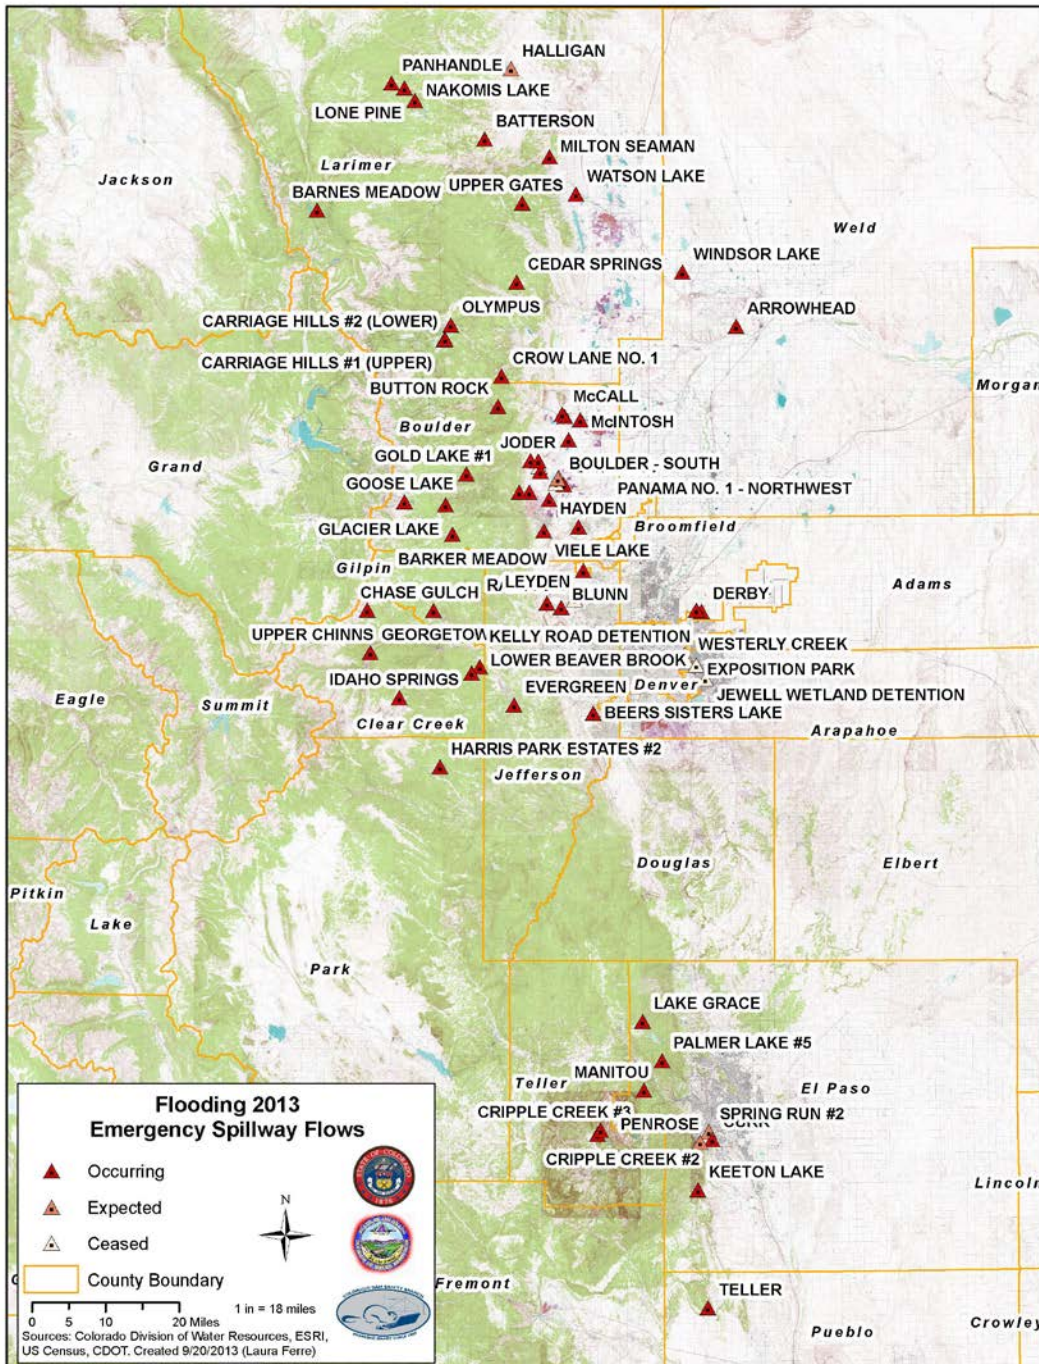 HALLIGAN
PANHANDLE
NAKOMIS LAKE
LONE PINE
BATTERSON
MILTON SEAMAN
Larimer
Jackson
WATSON LAKE
UPPER GATES
BARNES MEADOW
Weld
CEDAR SPRINGS
WINDSOR LAKE
OLYMPUS
ARROWHEAD
CARRIAGE HILLS #2 (LOWER)
CARRIAGE HILLS #1 (UPPER)
CROW LANE NO. 1
BUTTON ROCK
Morgan
McCALL
McINTOSH
Boulder
JODER
GOLD LAKE #1
BOULDER - SOUTH
Grand
GOOSE LAKE
PANAMA NO. 1 - NORTHWEST
HAYDEN
GLACIER LAKE
Broomfield
BARKER MEADOW
VIELE LAKE
Gilpin
LEYDEN
Adams
CHASE GULCH
BLUNN
DERBY
UPPER CHINNS
GEORGETOW
KELLY ROAD DETENTION
WESTERLY CREEK
LOWER BEAVER BROOK
EXPOSITION PARK
IDAHO SPRINGS
EVERGREEN
Denver
JEWELL WETLAND DETENTION
Eagle
Summit
BEERS SISTERS LAKE
Clear Creek
Arapahoe
HARRIS PARK ESTATES #2
Jefferson
Douglas
Elbert
Pitkin
Lake
Park
LAKE GRACE
PALMER LAKE #5
MANITOU
Teller
El Paso
CRIPPLE CREEK #3
PENROSE
SPRING RUN #2
CRIPPLE CREEK #2
KEETON LAKE
Lincoln
Fremont
TELLER
Pueblo
Crowley
Flooding 2013
Emergency Spillway Flows
Occurring
Expected
Ceased
County Boundary
N
0 5 10 20 Miles
1 in = 18 miles
Sources: Colorado Division of Water Resources, ESRI,
US Census, CDOT. Created 9/20/2013 (Laura Ferre)